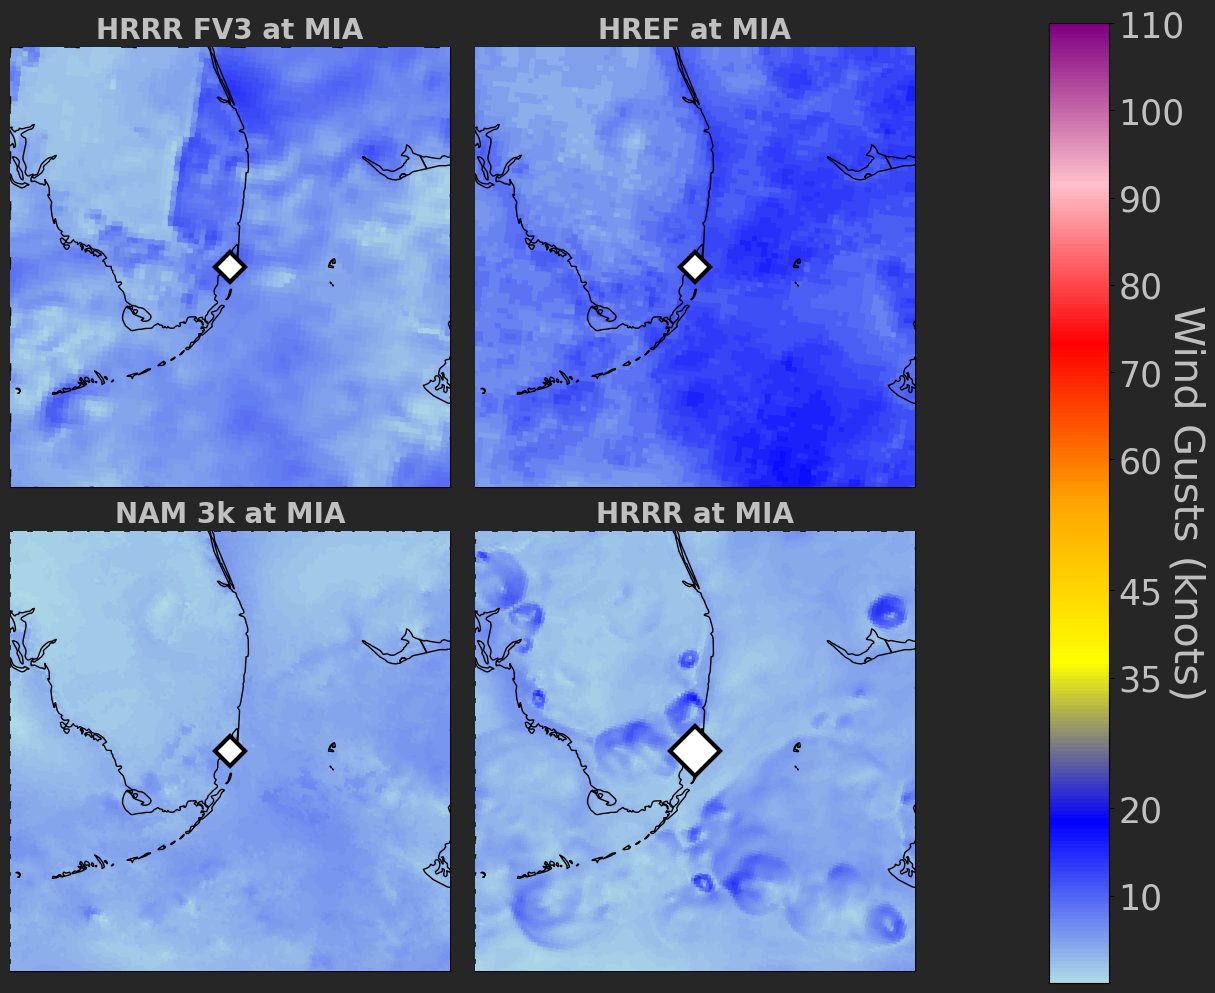 HRRR FV3 at MIA
HREF at MIA
NAM 3k at MIA
HRRR at MIA
110
100
90
80
70
60
45
35
20
10
Wind Gusts (knots)